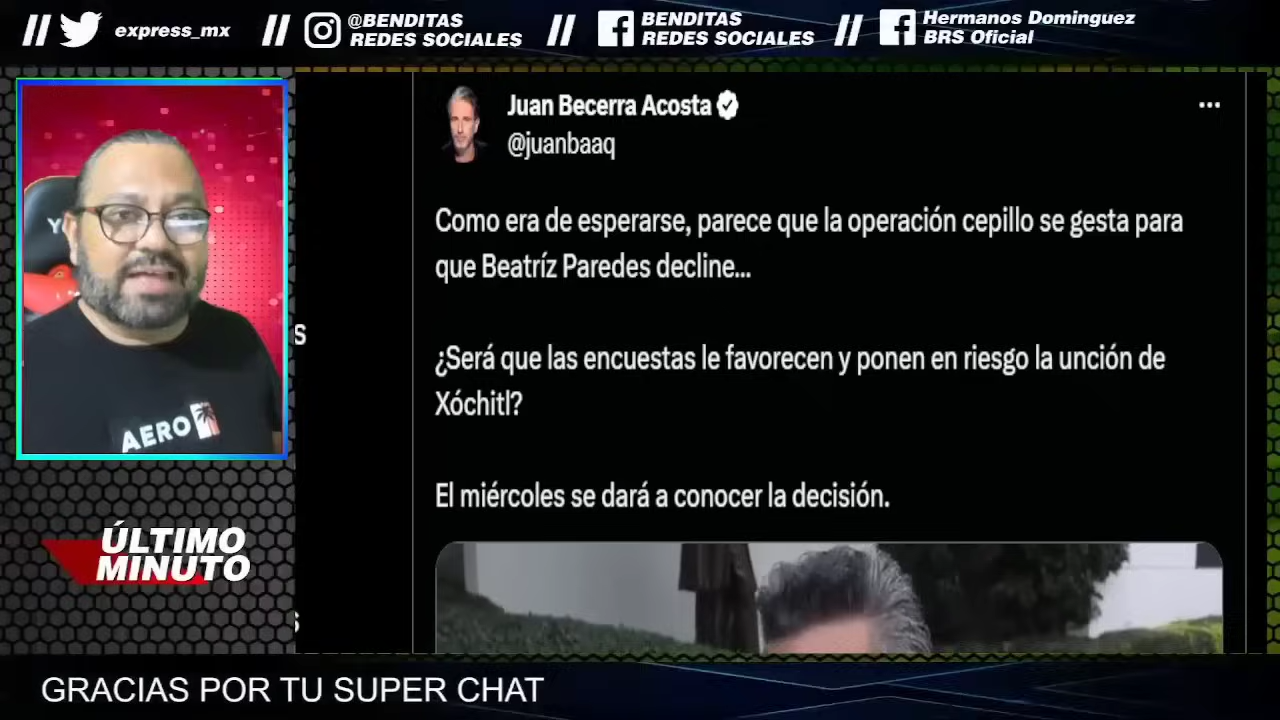 // express_mx // @BENDITAS REDES SOCIALES // BENDITAS REDES SOCIALES // Hermanos Dominguez BRS Oficial
Juan Becerra Acosta
@juanbaaq
Como era de esperarse, parece que la operación cepillo se gesta para
que Beatríz Paredes decline...
¿Será que las encuestas le favorecen y ponen en riesgo la unción de
Xóchitl?
El miércoles se dará a conocer la decisión.
Y
AERO
S
ÚLTIMO
MINUTO
GRACIAS POR TU SUPER CHAT